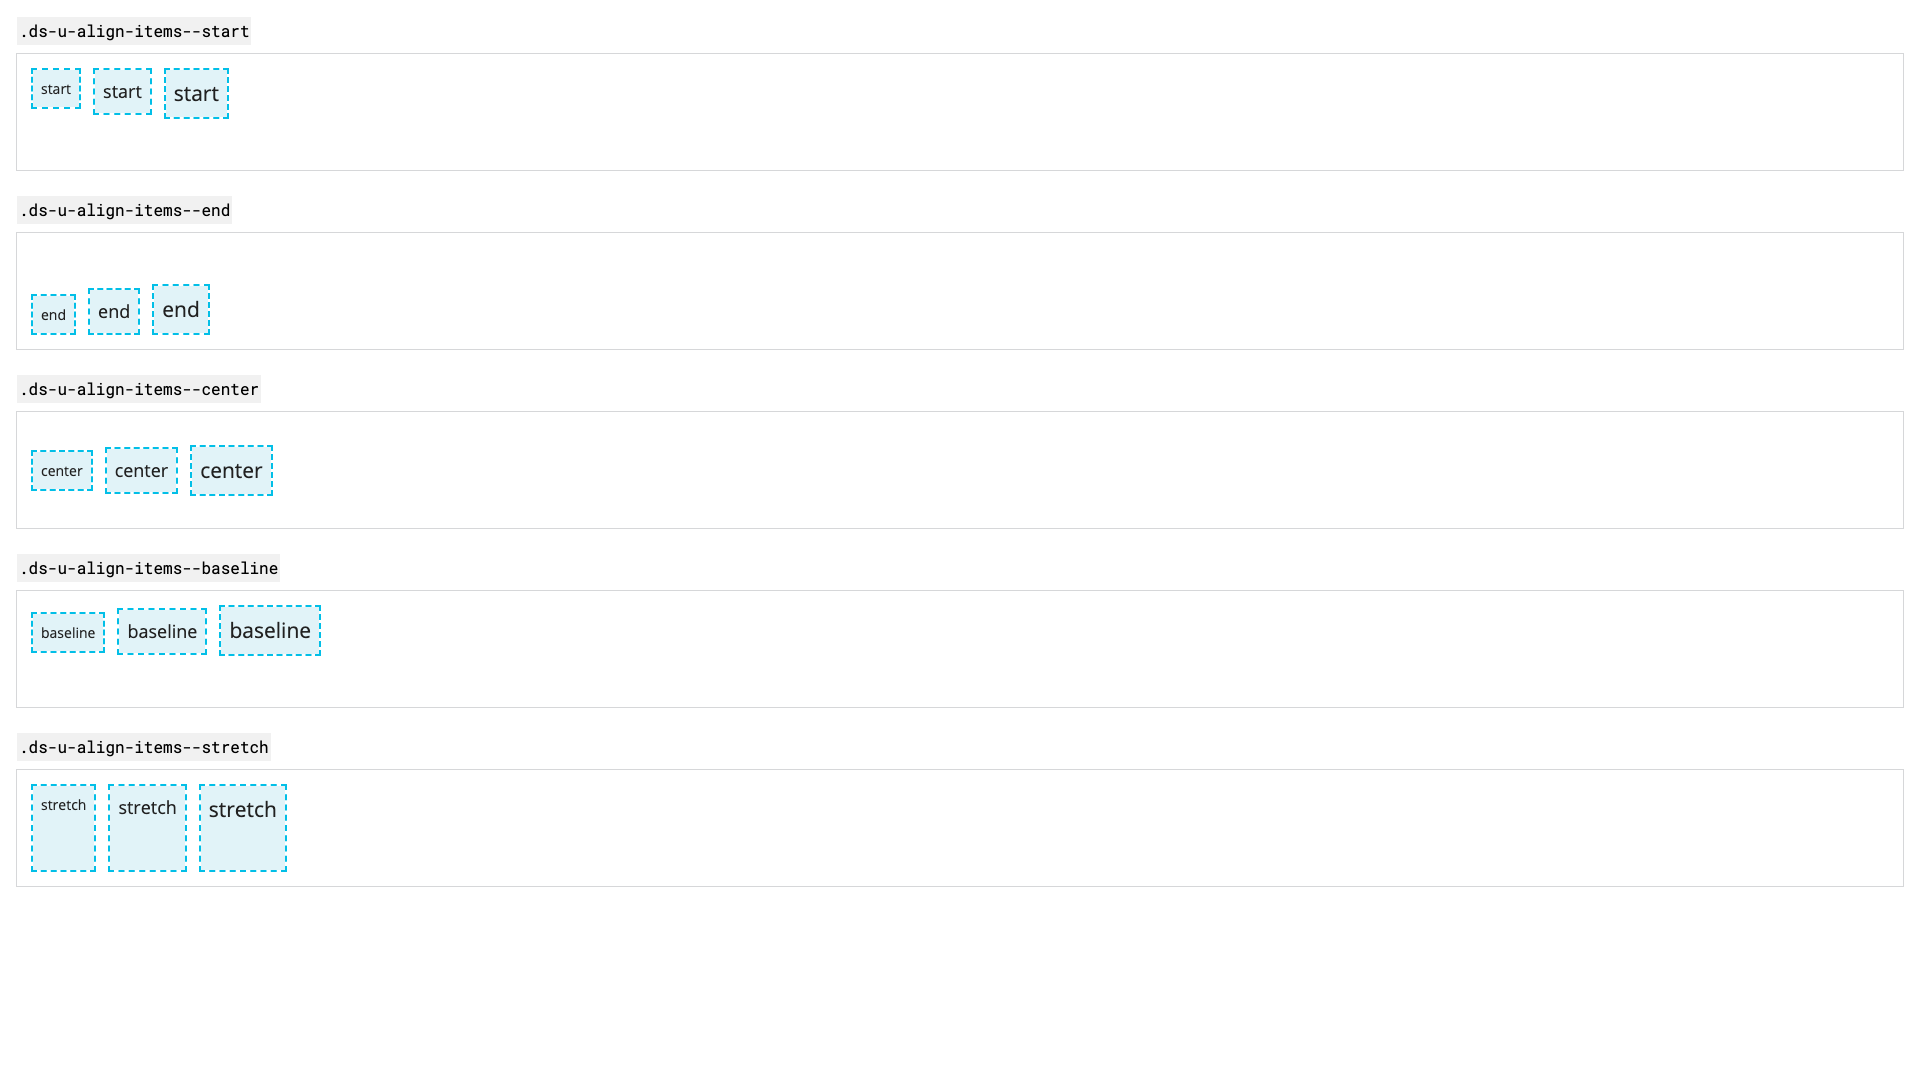 .ds-u-align-items--start
start start start
.ds-u-align-items--end
end end end
.ds-u-align-items--center
center center center
.ds-u-align-items--baseline
baseline baseline baseline
.ds-u-align-items--stretch
stretch stretch stretch